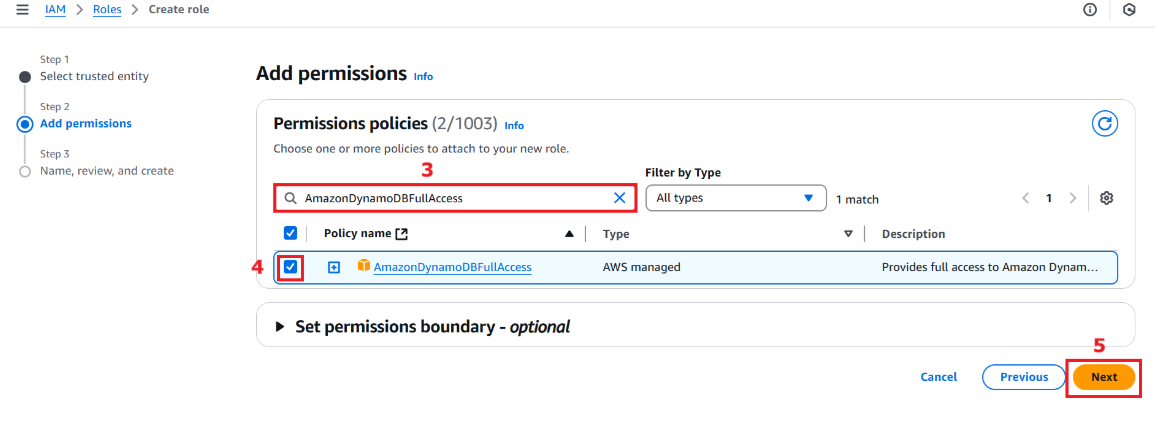 IAM > Roles > Create role
Step 1
Select trusted entity
Step 2
Add permissions
Step 3
Name, review, and create
Add permissions Info
Permissions policies (2/1003) Info
Choose one or more policies to attach to your new role.
3
Filter by Type
AmazonDynamoDBFullAccess
All types
1 match
1
Policy name
Type
Description
4
AmazonDynamoDBFullAccess
AWS managed
Provides full access to Amazon Dynam...
Set permissions boundary - optional
5
Cancel
Previous
Next